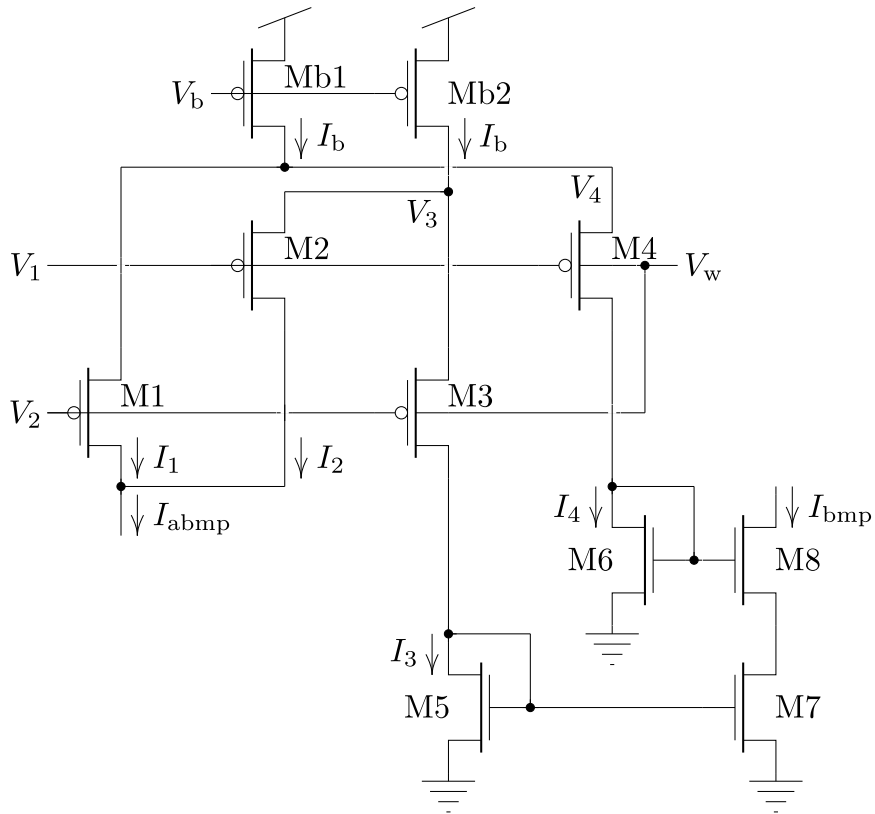 Mb1
V_b
Mb2
I_b
I_b
V_4
V_3
M2
M4
V_1
V_w
M1
M3
V_2
I_1
I_2
I_abmp
I_4
I_bmp
M6
M8
I_3
M5
M7